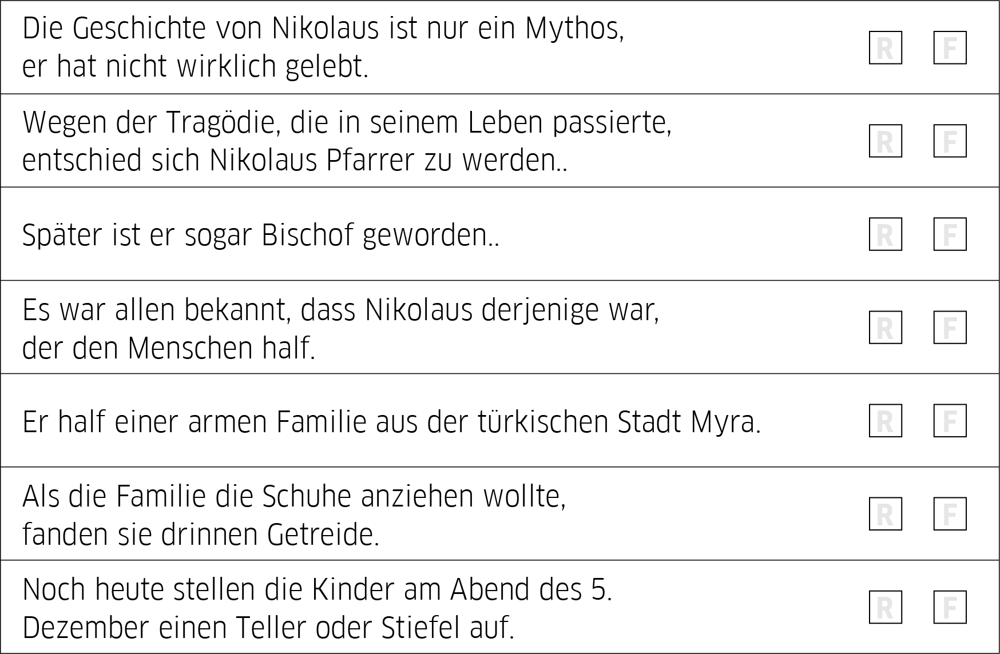 Die Geschichte von Nikolaus ist nur ein Mythos,
er hat nicht wirklich gelebt.
R F
Wegen der Tragödie, die in seinem Leben passierte,
entschied sich Nikolaus Pfarrer zu werden..
R F
Später ist er sogar Bischof geworden..
R F
Es war allen bekannt, dass Nikolaus derjenige war,
der den Menschen half.
R F
Er half einer armen Familie aus der türkischen Stadt Myra.
R F
Als die Familie die Schuhe anziehen wollte,
fanden sie drinnen Getreide.
R F
Noch heute stellen die Kinder am Abend des 5.
Dezember einen Teller oder Stiefel auf.
R F